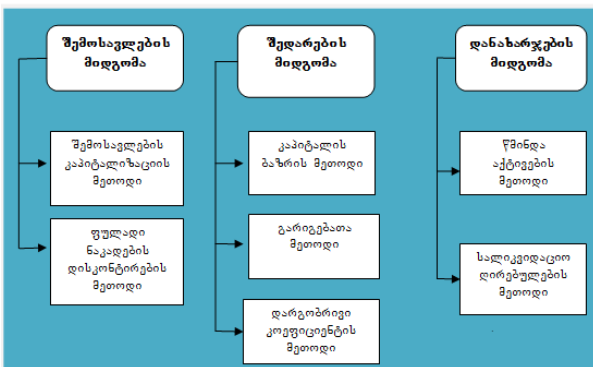 შემოსავლების
მიდგომა
შემოსავლების
კაპიტალიზაციის
მეთოდი
ფულადი
ნაკადების
დისკონტირების
მეთოდი
შედარების
მიდგომა
კაპიტალის
ბაზრის მეთოდი
გარიგებათა
მეთოდი
დარგობრივი
კოეფიციენტის
მეთოდი
დანახარჯების
მიდგომა
წმინდა
აქტივების
მეთოდი
სალიკვიდაციო
ღირებულების
მეთოდი